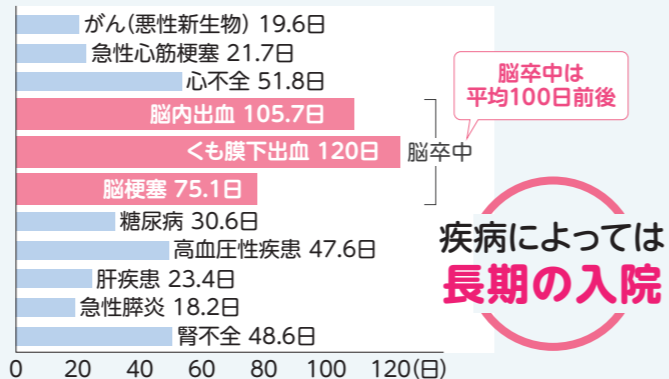 がん(悪性新生物) 19.6日
急性心筋梗塞 21.7日
心不全 51.8日
脳内出血 105.7日
くも膜下出血 120日
脳梗塞 75.1日
糖尿病 30.6日
高血圧性疾患 47.6日
肝疾患 23.4日
急性膵炎 18.2日
腎不全 48.6日
0 20 40 60 80 100 120(日)
脳卒中
脳卒中は
平均100日前後
疾病によっては
長期の入院